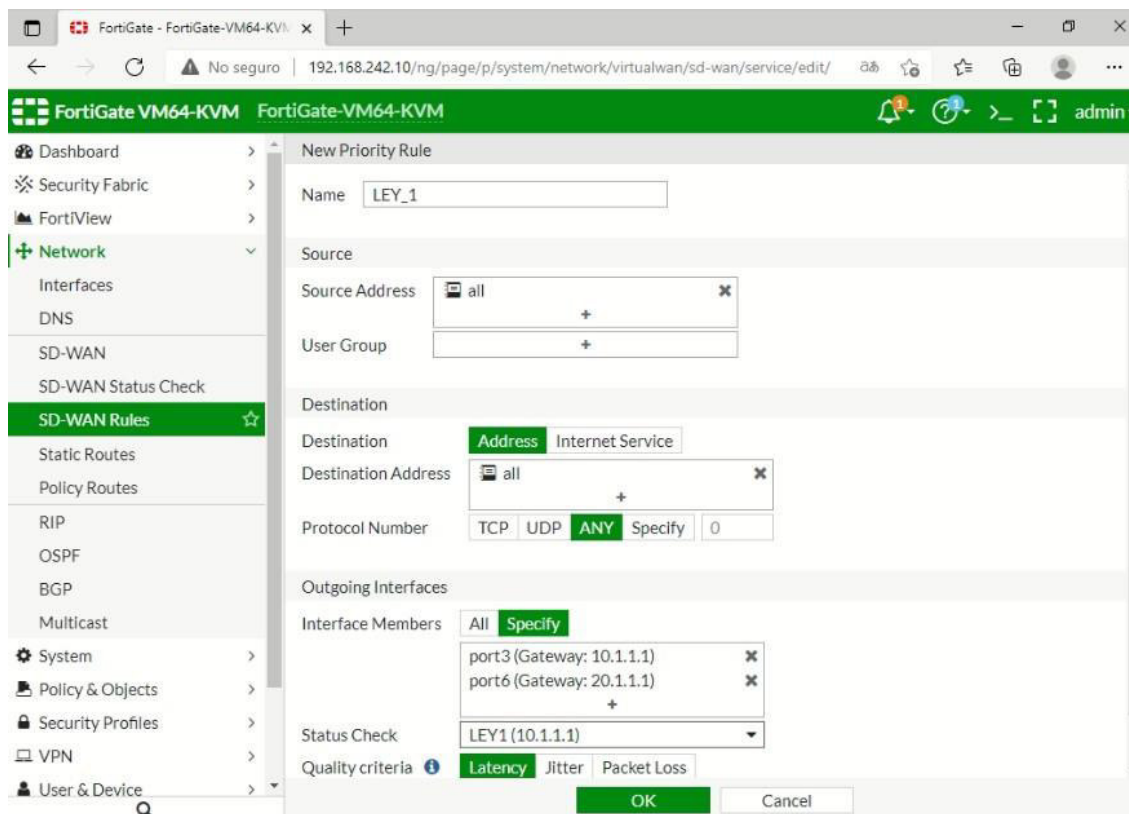 FortiGate - FortiGate-VM64-KV
No seguro 192.168.242.10/ng/page/p/system/network/virtualwan/sd-wan/service/edit/ aあ
FortiGate VM64-KVM FortiGate-VM64-KVM 1 1 >_ admin
Dashboard
Security Fabric
FortiView
Network
Interfaces
DNS
SD-WAN
SD-WAN Status Check
SD-WAN Rules
Static Routes
Policy Routes
RIP
OSPF
BGP
Multicast
System
Policy & Objects
Security Profiles
VPN
User & Device
New Priority Rule
Name LEY_1
Source
Source Address all
+
User Group +
Destination
Destination Address Internet Service
Destination Address all
+
Protocol Number TCP UDP ANY Specify 0
Outgoing Interfaces
Interface Members All Specify
port3 (Gateway: 10.1.1.1)
port6 (Gateway: 20.1.1.1)
+
Status Check LEY1 (10.1.1.1)
Quality criteria Latency Jitter Packet Loss
OK Cancel